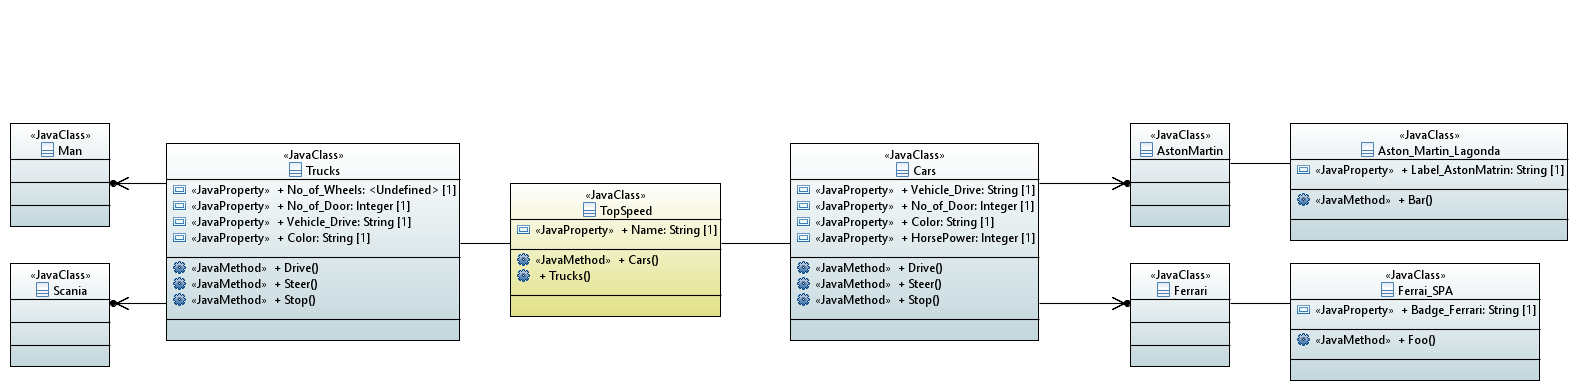 «JavaClass»
Man
«JavaClass»
Scania
«JavaClass»
Trucks
«JavaProperty» + No_of_Wheels: <Undefined> [1]
«JavaProperty» + No_of_Door: Integer [1]
«JavaProperty» + Vehicle_Drive: String [1]
«JavaProperty» + Color: String [1]
«JavaMethod» + Drive()
«JavaMethod» + Steer()
«JavaMethod» + Stop()
«JavaClass»
TopSpeed
«JavaProperty» + Name: String [1]
«JavaMethod» + Cars()
+ Trucks()
«JavaClass»
Cars
«JavaProperty» + Vehicle_Drive: String [1]
«JavaProperty» + No_of_Door: Integer [1]
«JavaProperty» + Color: String [1]
«JavaProperty» + HorsePower: Integer [1]
«JavaMethod» + Drive()
«JavaMethod» + Steer()
«JavaMethod» + Stop()
«JavaClass»
AstonMartin
«JavaClass»
Aston_Martin_Lagonda
«JavaProperty» + Label_AstonMatrin: String [1]
«JavaMethod» + Bar()
«JavaClass»
Ferrari
«JavaClass»
Ferrai_SPA
«JavaProperty» + Badge_Ferrari: String [1]
«JavaMethod» + Foo()